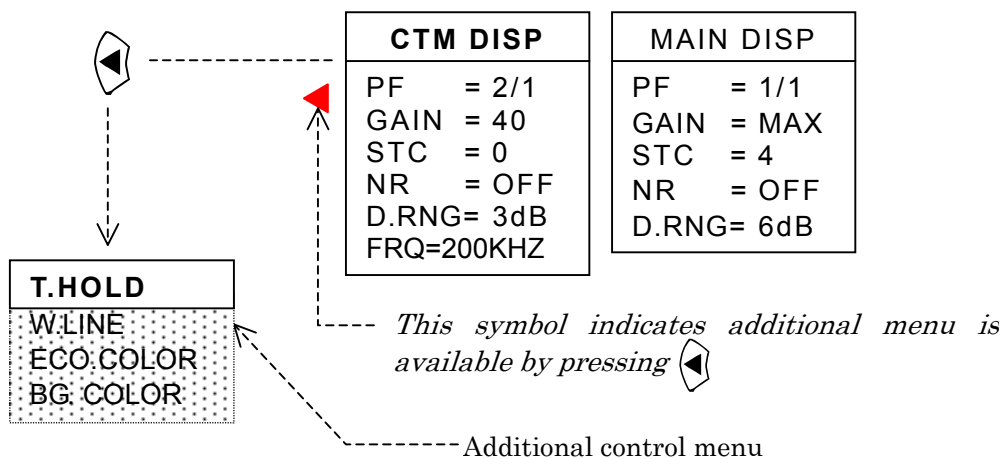 CTM DISP
PF = 2/1
GAIN = 40
STC = 0
NR = OFF
D.RNG= 3dB
FRQ=200KHZ
MAIN DISP
PF = 1/1
GAIN = MAX
STC = 4
NR = OFF
D.RNG= 6dB
T.HOLD
W.LINE
ECO.COLOR
BG. COLOR
This symbol indicates additional menu is
available by pressing
Additional control menu